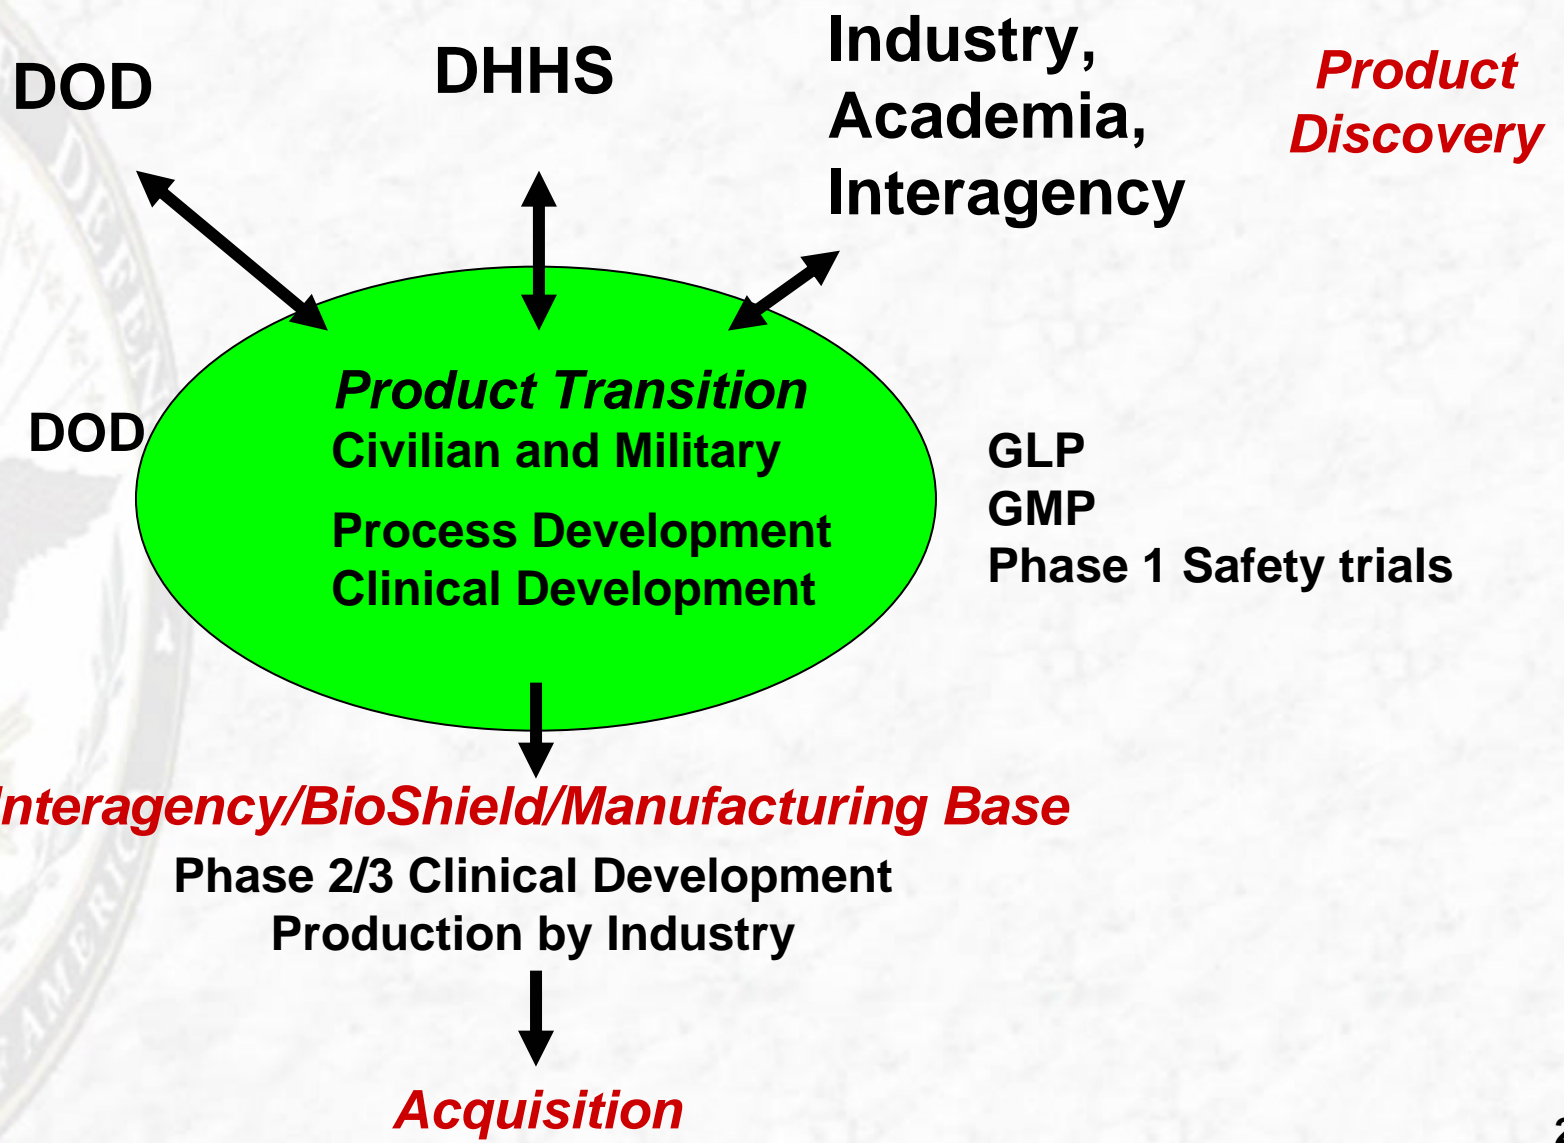 DOD
DHHS
Industry,
Academia,
Interagency
Product
Discovery
Product Transition
Civilian and Military
Process Development
Clinical Development
DOD
GLP
GMP
Phase 1 Safety trials
nteragency/BioShield/Manufacturing Base
Phase 2/3 Clinical Development
Production by Industry
Acquisition